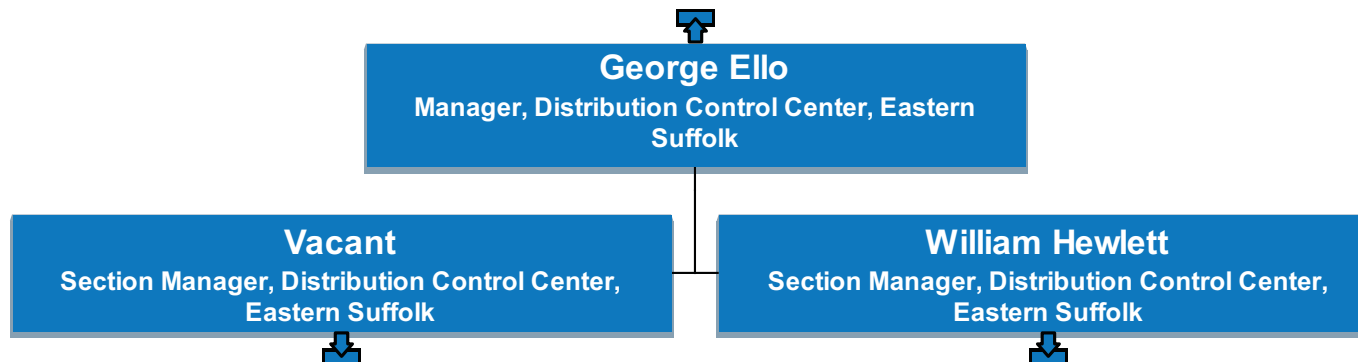 George Ello
Manager, Distribution Control Center, Eastern
Suffolk
Vacant
Section Manager, Distribution Control Center,
Eastern Suffolk
William Hewlett
Section Manager, Distribution Control Center,
Eastern Suffolk